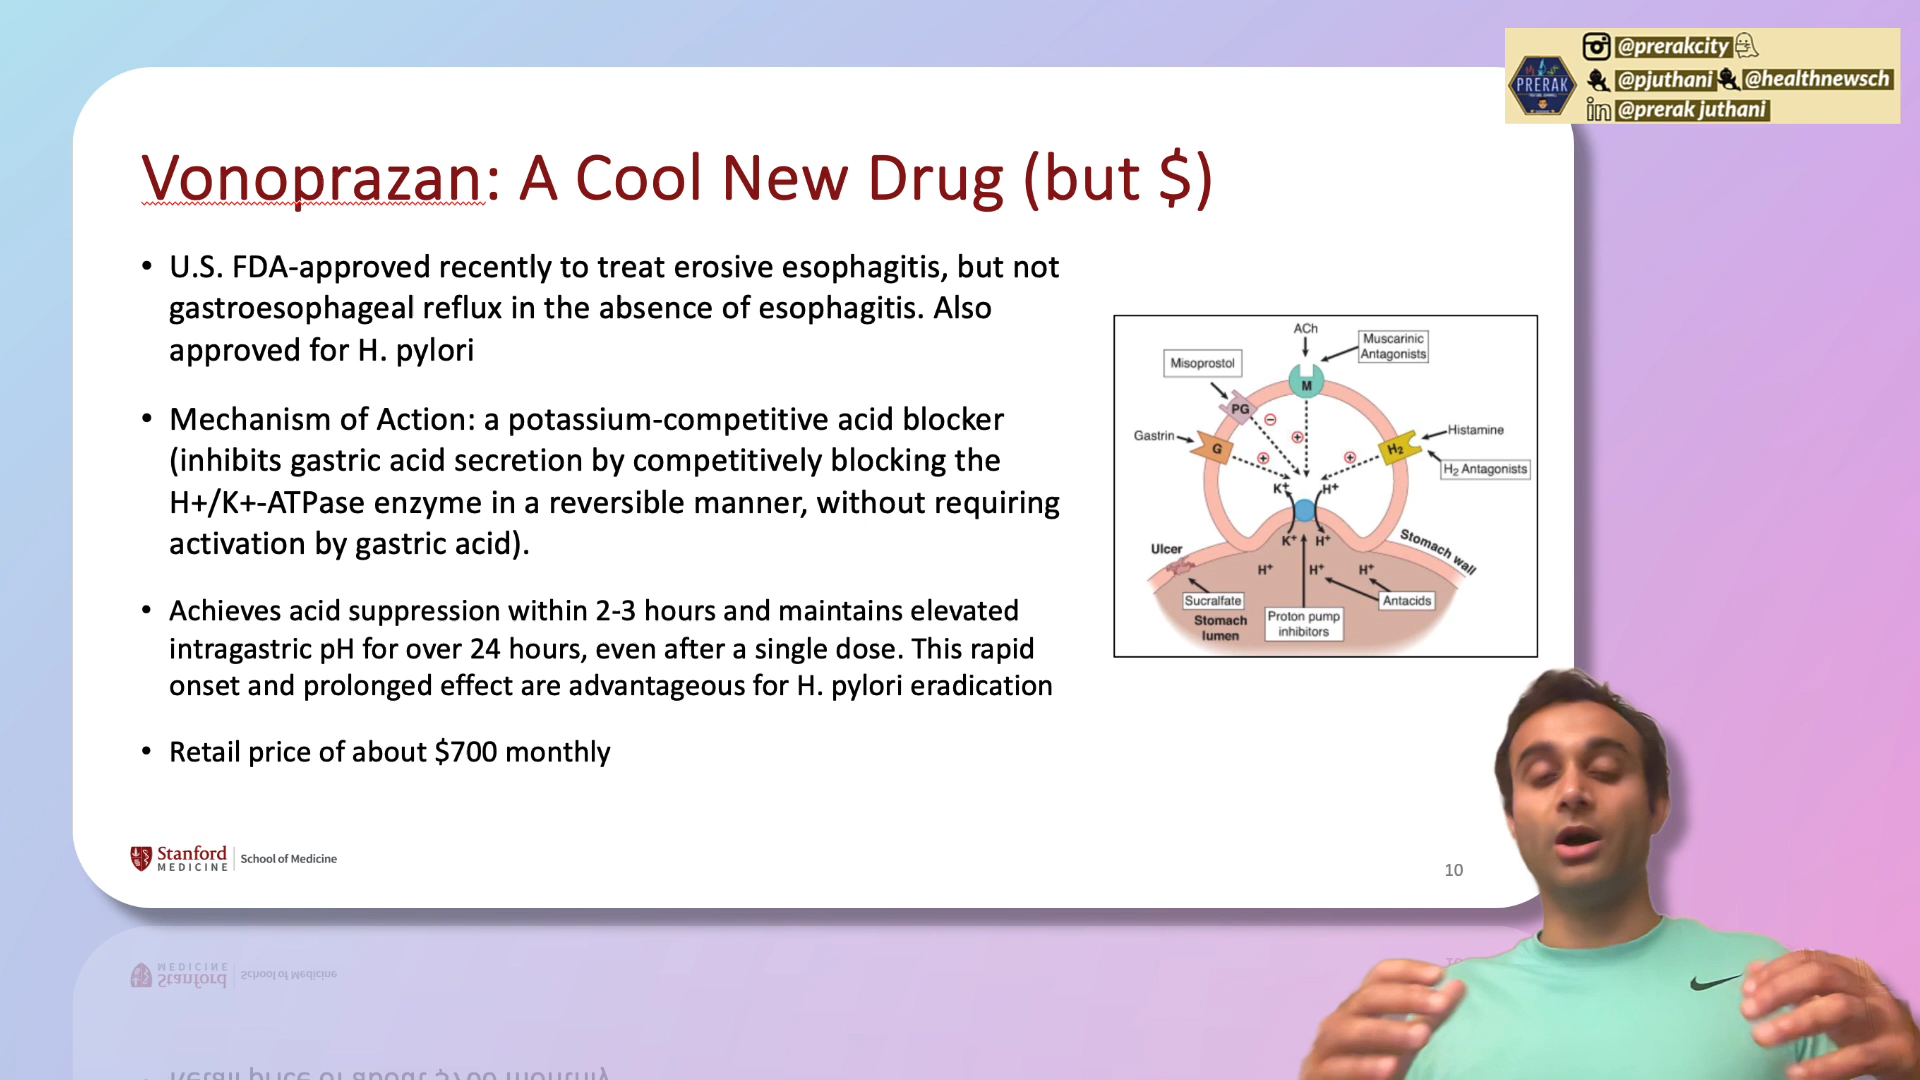 @prerakcity
@pjuthani @healthnewsch
@prerak juthani
PRERAK
Vonoprazan: A Cool New Drug (but $)
• U.S. FDA-approved recently to treat erosive esophagitis, but not
gastroesophageal reflux in the absence of esophagitis. Also
approved for H. pylori
• Mechanism of Action: a potassium-competitive acid blocker
(inhibits gastric acid secretion by competitively blocking the
H+/K+-ATPase enzyme in a reversible manner, without requiring
activation by gastric acid).
• Achieves acid suppression within 2-3 hours and maintains elevated
intragastric pH for over 24 hours, even after a single dose. This rapid
onset and prolonged effect are advantageous for H. pylori eradication
• Retail price of about $700 monthly
ACh
Muscarinic
Antagonists
Misoprostol
M
PG
Gastrin
G
Histamine
H₂
H₂ Antagonists
K⁺ H⁺
K⁺ H⁺
Stomach wall
Ulcer
H⁺ H⁺ H⁺
Sucralfate
Antacids
Stomach
lumen
Proton pump
inhibitors
Stanford
MEDICINE
School of Medicine
10